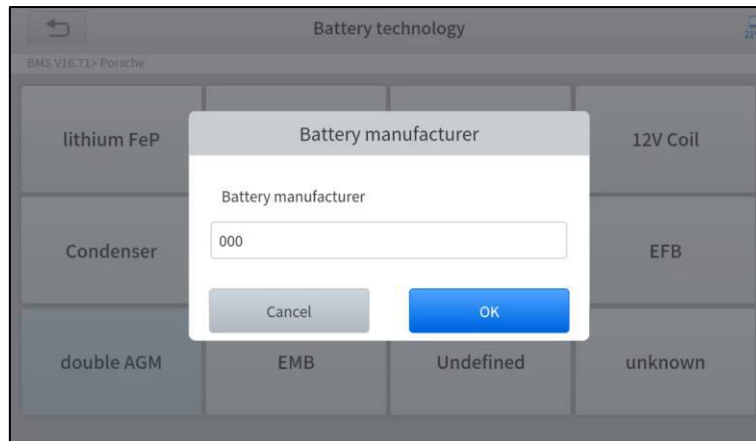 Battery technology
BMS V16.71> Porsche
lithium FeP
12V Coil
Battery manufacturer
Battery manufacturer
000
Condenser
EFB
Cancel
OK
double AGM
EMB
Undefined
unknown